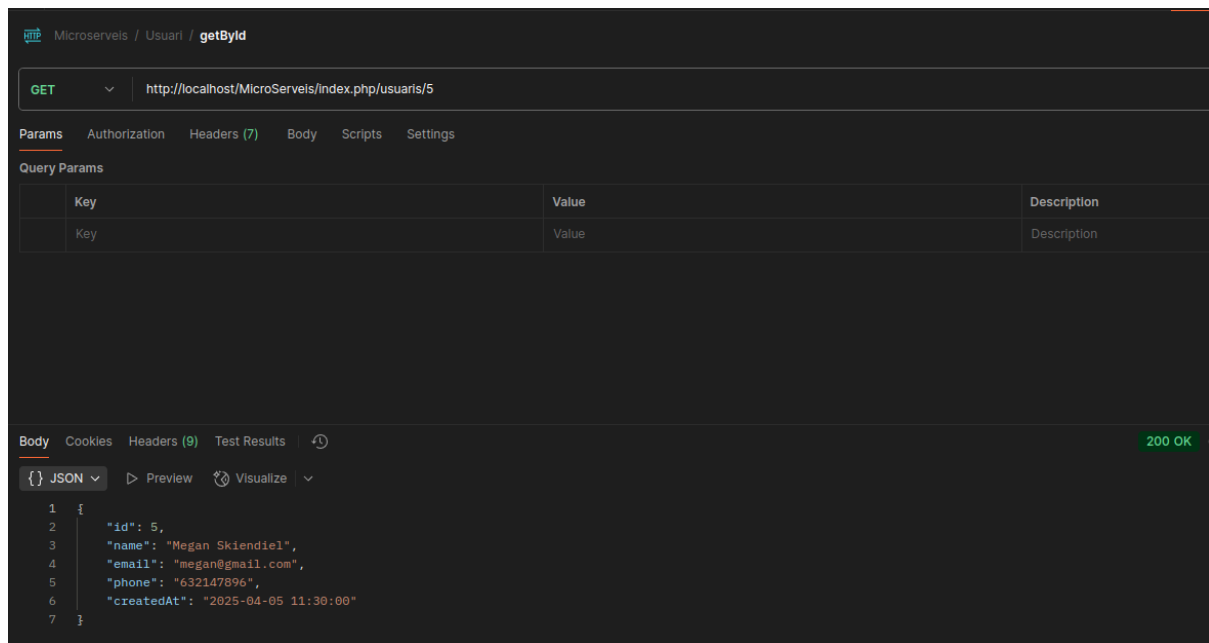 HTTP Microserveis / Usuari / getById
GET http://localhost/MicroServeis/index.php/usuaris/5
Params Authorization Headers (7) Body Scripts Settings
Query Params
Key Value Description
Key Value Description
Body Cookies Headers (9) Test Results 200 OK
{} JSON Preview Visualize
1 {
2 "id": 5,
3 "name": "Megan Skiendiel",
4 "email": "megan@gmail.com",
5 "phone": "632147896",
6 "createdAt": "2025-04-05 11:30:00"
7 }